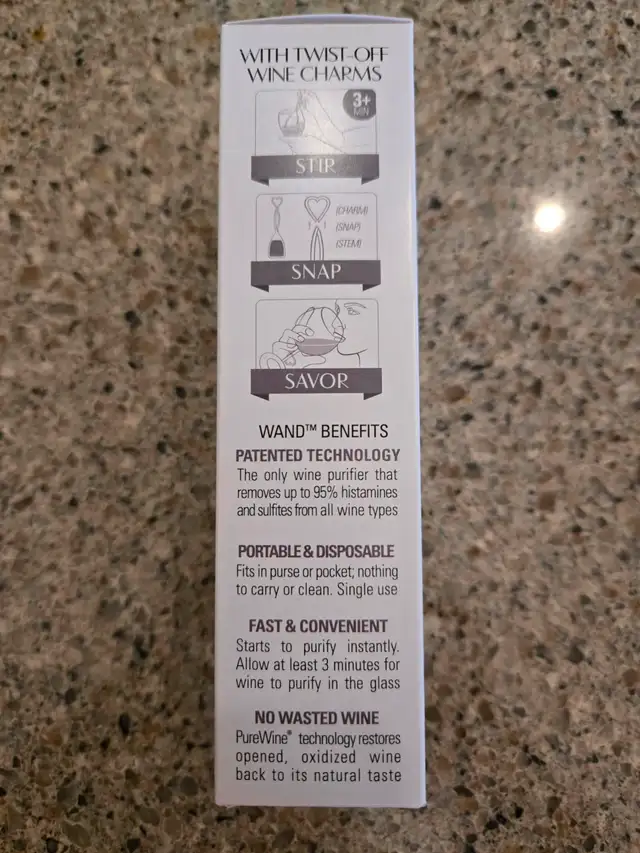 WITH TWIST-OFF
WINE CHARMS
3+
MIN
STIR
(CHARM)
(SNAP)
(STEM)
SNAP
SAVOR
WAND™ BENEFITS
PATENTED TECHNOLOGY
The only wine purifier that
removes up to 95% histamines
and sulfites from all wine types
PORTABLE & DISPOSABLE
Fits in purse or pocket; nothing
to carry or clean. Single use
FAST & CONVENIENT
Starts to purify instantly.
Allow at least 3 minutes for
wine to purify in the glass
NO WASTED WINE
PureWine® technology restores
opened, oxidized wine
back to its natural taste